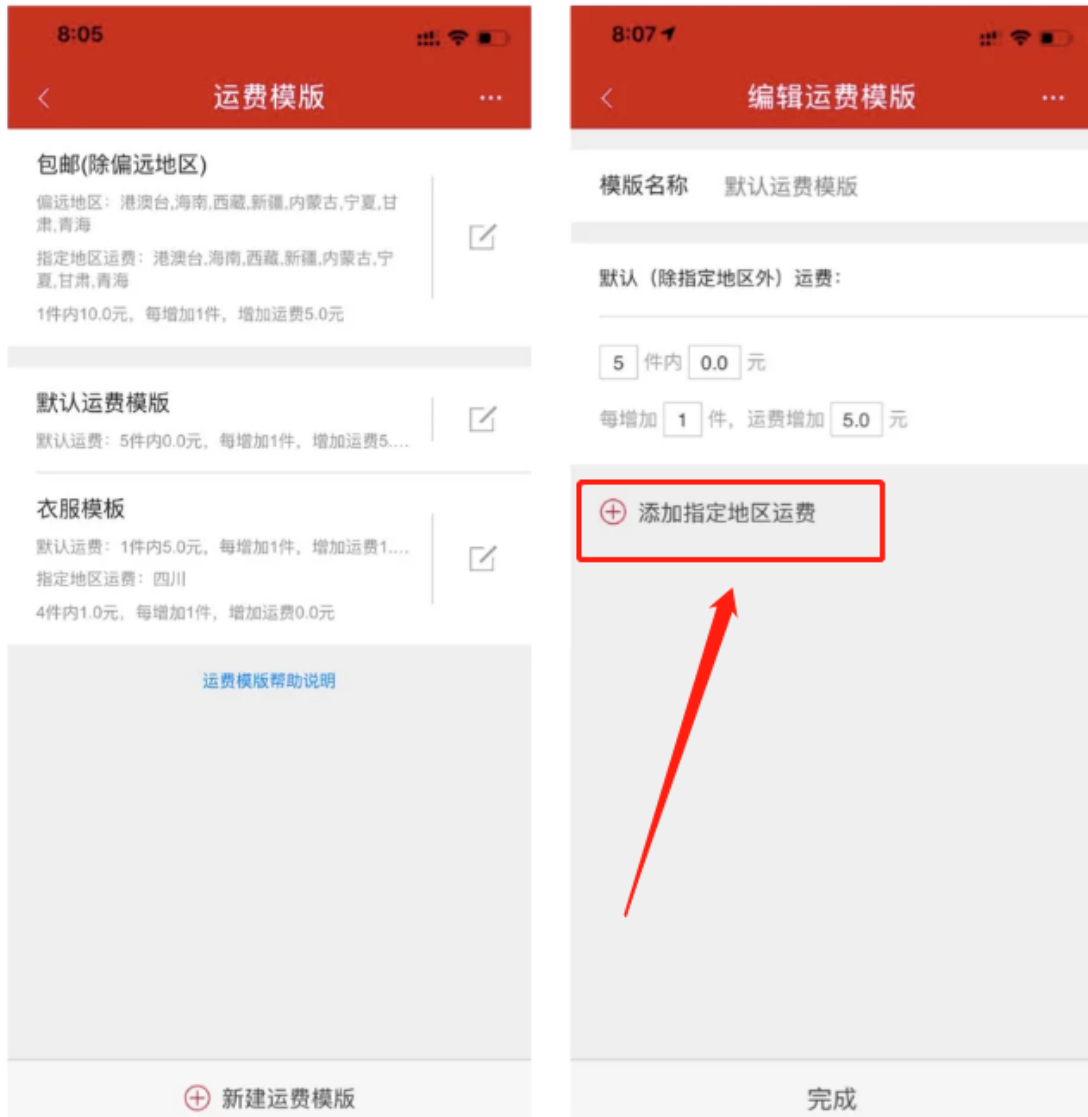 8:05
运费模版
包邮(除偏远地区)
偏远地区：港澳台,海南,西藏,新疆,内蒙古,宁夏,甘
肃,青海
指定地区运费：港澳台,海南,西藏,新疆,内蒙古,宁
夏,甘肃,青海
1件内10.0元，每增加1件，增加运费5.0元
默认运费模版
默认运费：5件内0.0元，每增加1件，增加运费5....
衣服模板
默认运费：1件内5.0元，每增加1件，增加运费1....
指定地区运费：四川
4件内1.0元，每增加1件，增加运费0.0元
运费模版帮助说明
新建运费模版
8:07
编辑运费模版
模版名称 默认运费模版
默认（除指定地区外）运费：
5 件内 0.0 元
每增加 1 件，运费增加 5.0 元
添加指定地区运费
完成